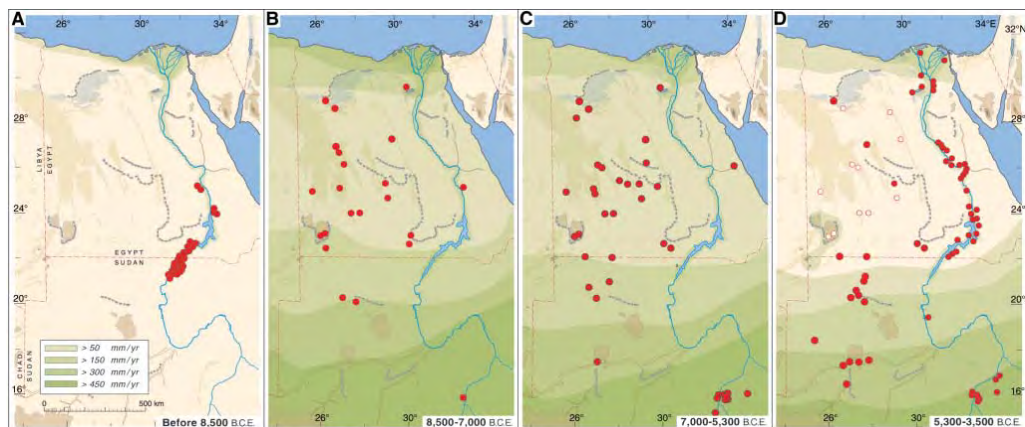 A
26°
30°
28°
24°
20°
16°
LIBYA
EGYPT
EGYPT
SUDAN
CHAD
SUDAN
> 50 mm/yr
> 150 mm/yr
> 300 mm/yr
> 450 mm/yr
0
500 km
Before 8,500 B.C.E.
B
26°
30°
26°
30°
8,500-7,000 B.C.E.
C
26°
30°
26°
30°
7,000-5,300 B.C.E.
D
26°
30°
34°E
32°N
28°
24°
20°
16°
26°
30°
5,300-3,500 B.C.E.